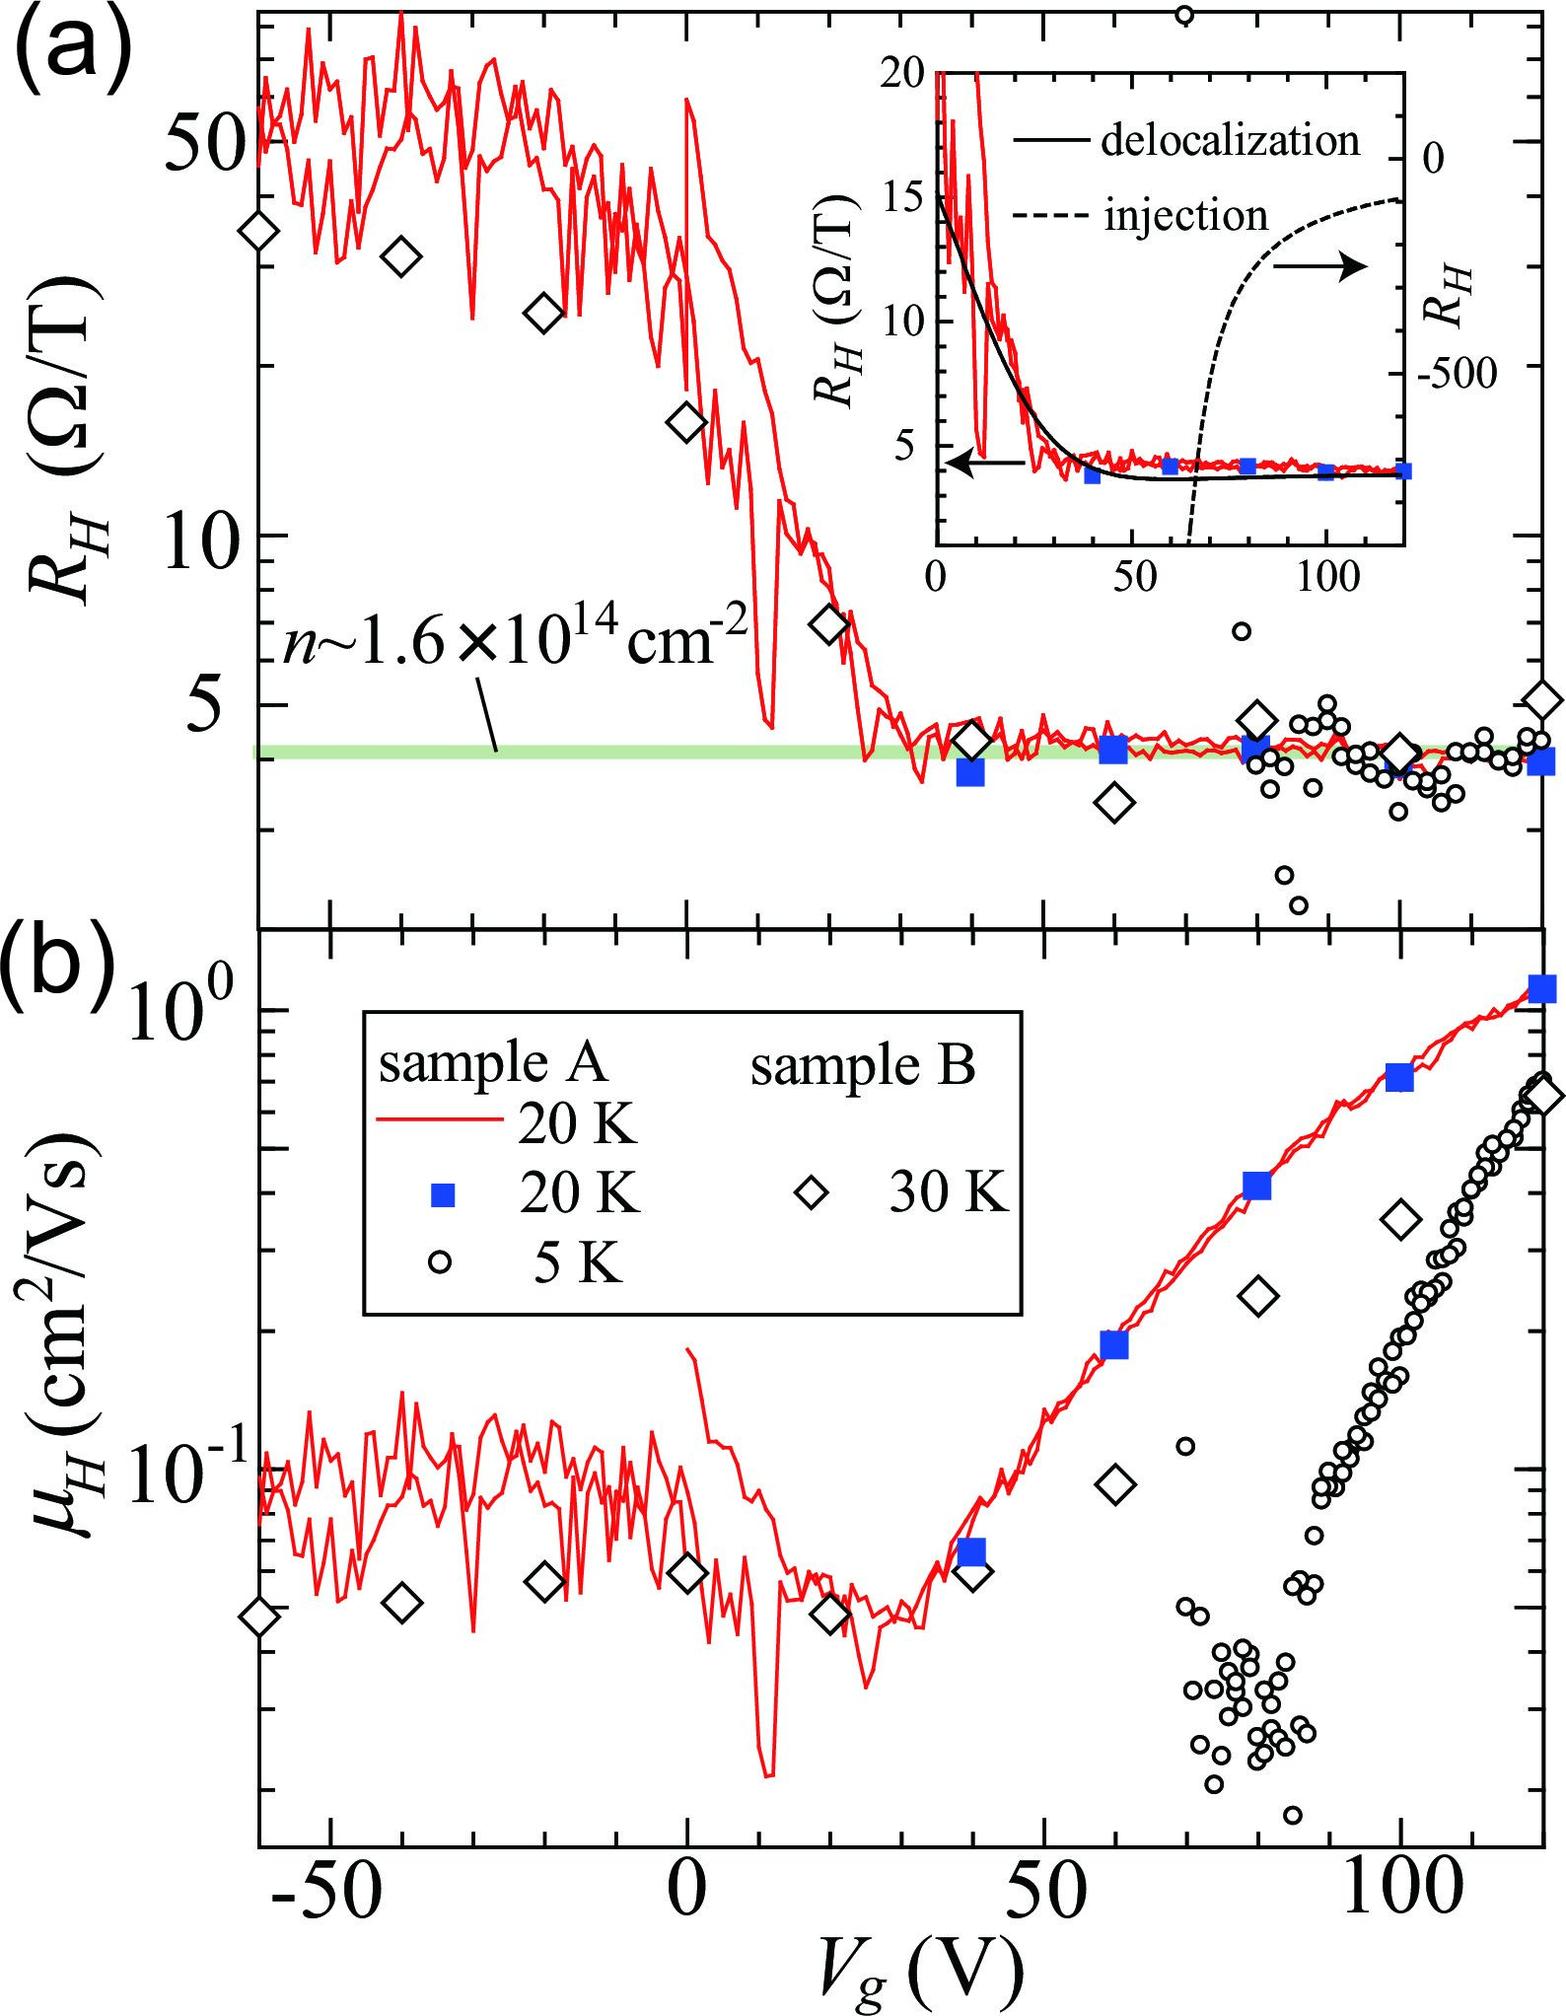 (a)
50
10
5
R_H (Ω/T)
n~1.6×10^14 cm^-2
20
15
10
5
R_H (Ω/T)
delocalization
injection
0
-500
R_H
0 50 100
(b)
10^0
10^-1
μ_H (cm^2/Vs)
sample A sample B
20 K
20 K 30 K
5 K
-50 0 50 100
V_g (V)